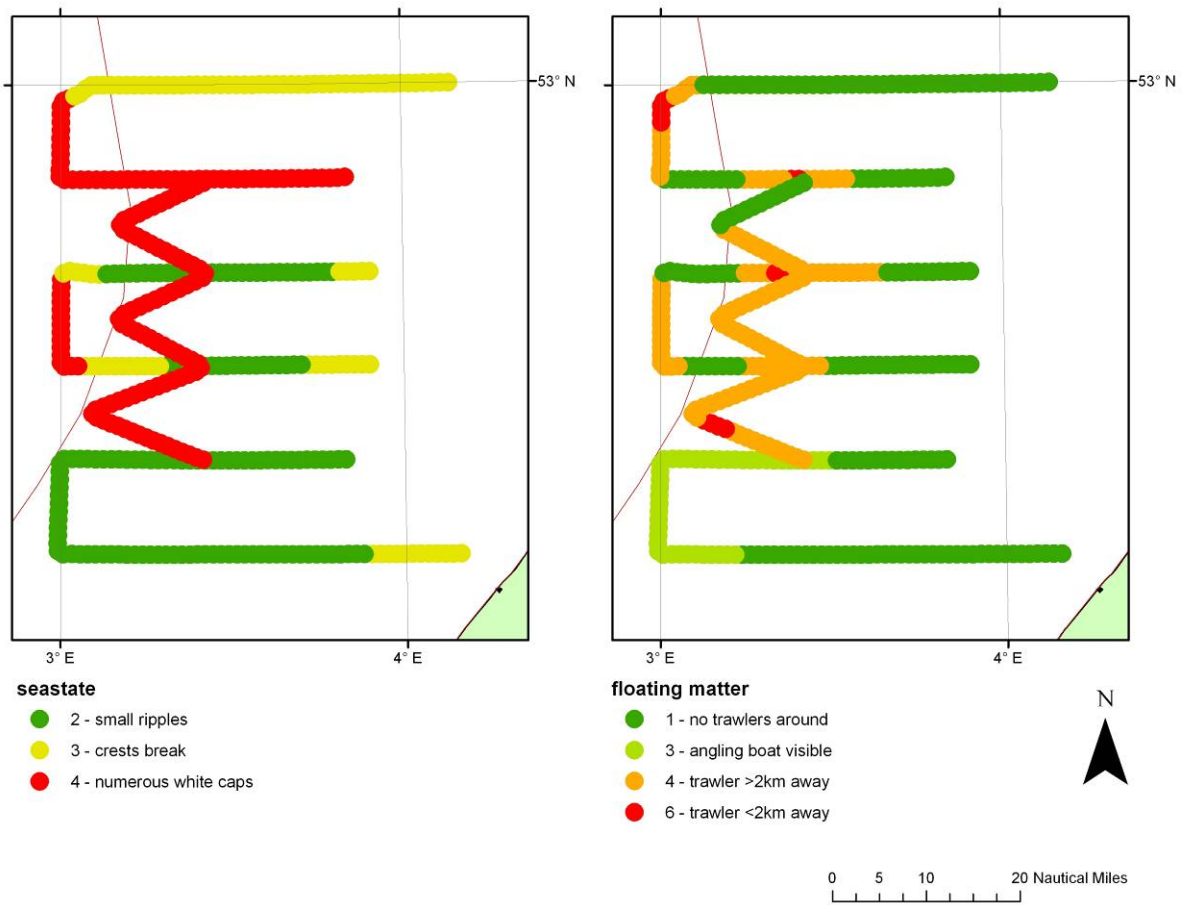 53° N
53° N
3° E
4° E
3° E
4° E
seastate
2 - small ripples
3 - crests break
4 - numerous white caps
floating matter
1 - no trawlers around
3 - angling boat visible
4 - trawler >2km away
6 - trawler <2km away
N
0 5 10 20 Nautical Miles